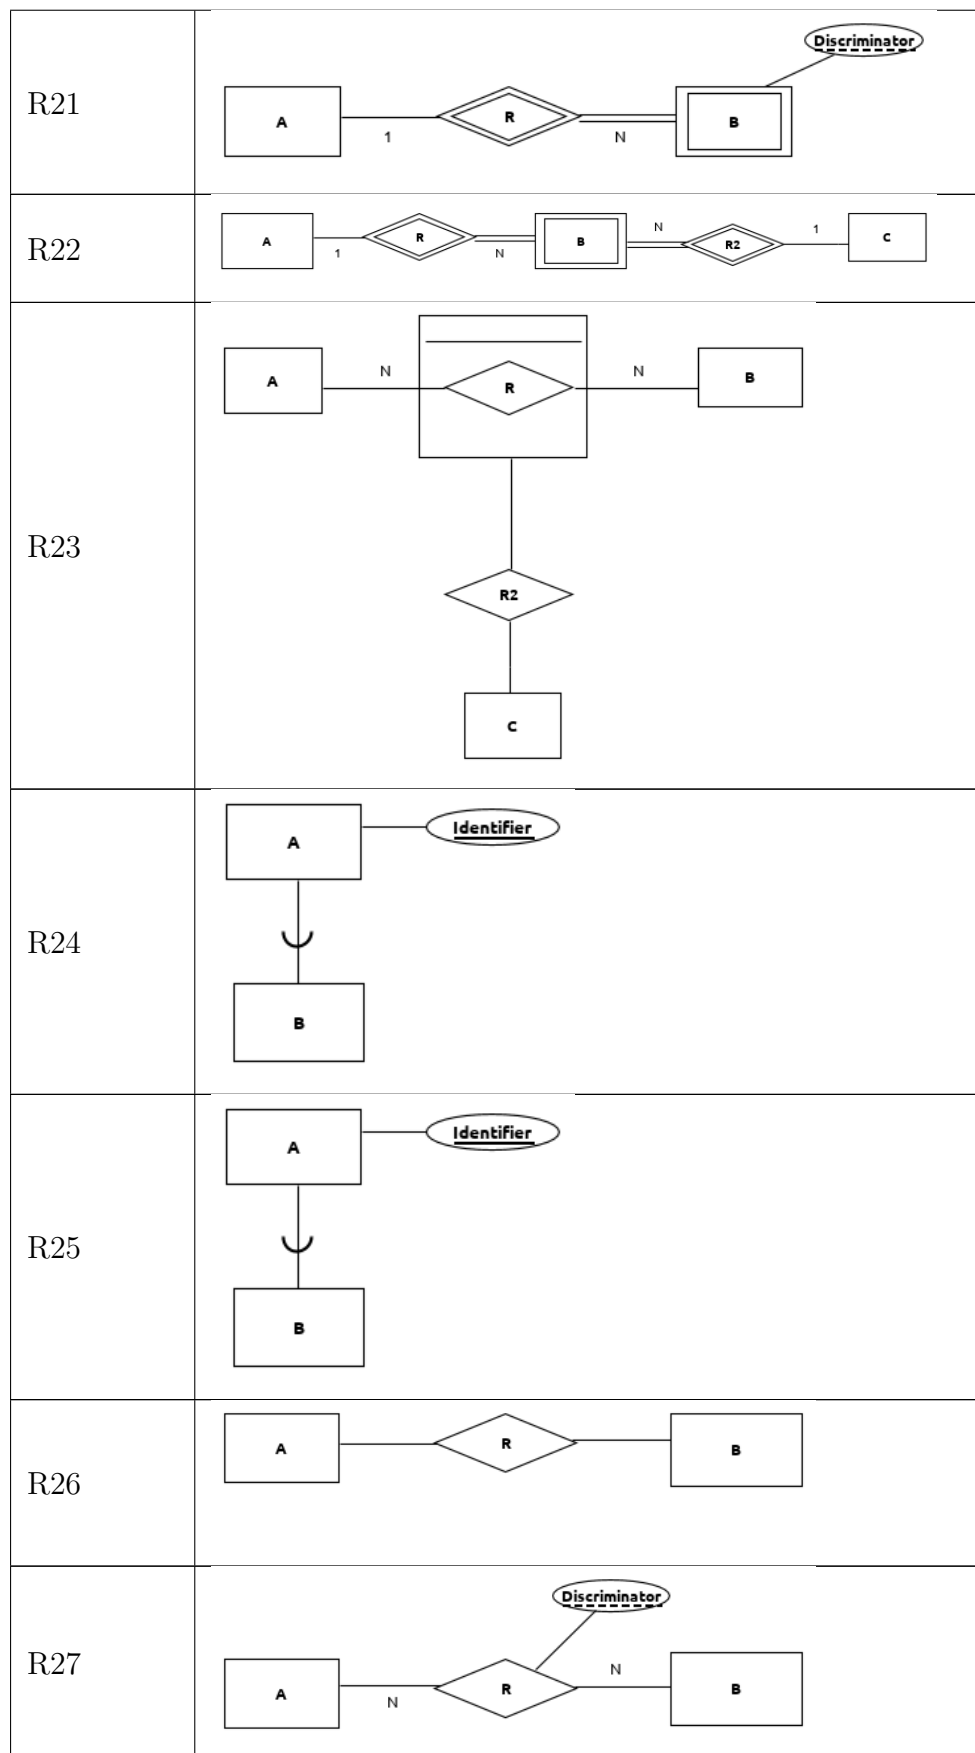 Discriminator
R21
A
R
B
1
N
R22
A
R
B
N
R2
1
C
1
N
R23
A
N
R
N
B
R2
C
R24
A
Identifier
B
R25
A
Identifier
B
R26
A
R
B
R27
Discriminator
A
N
R
N
B